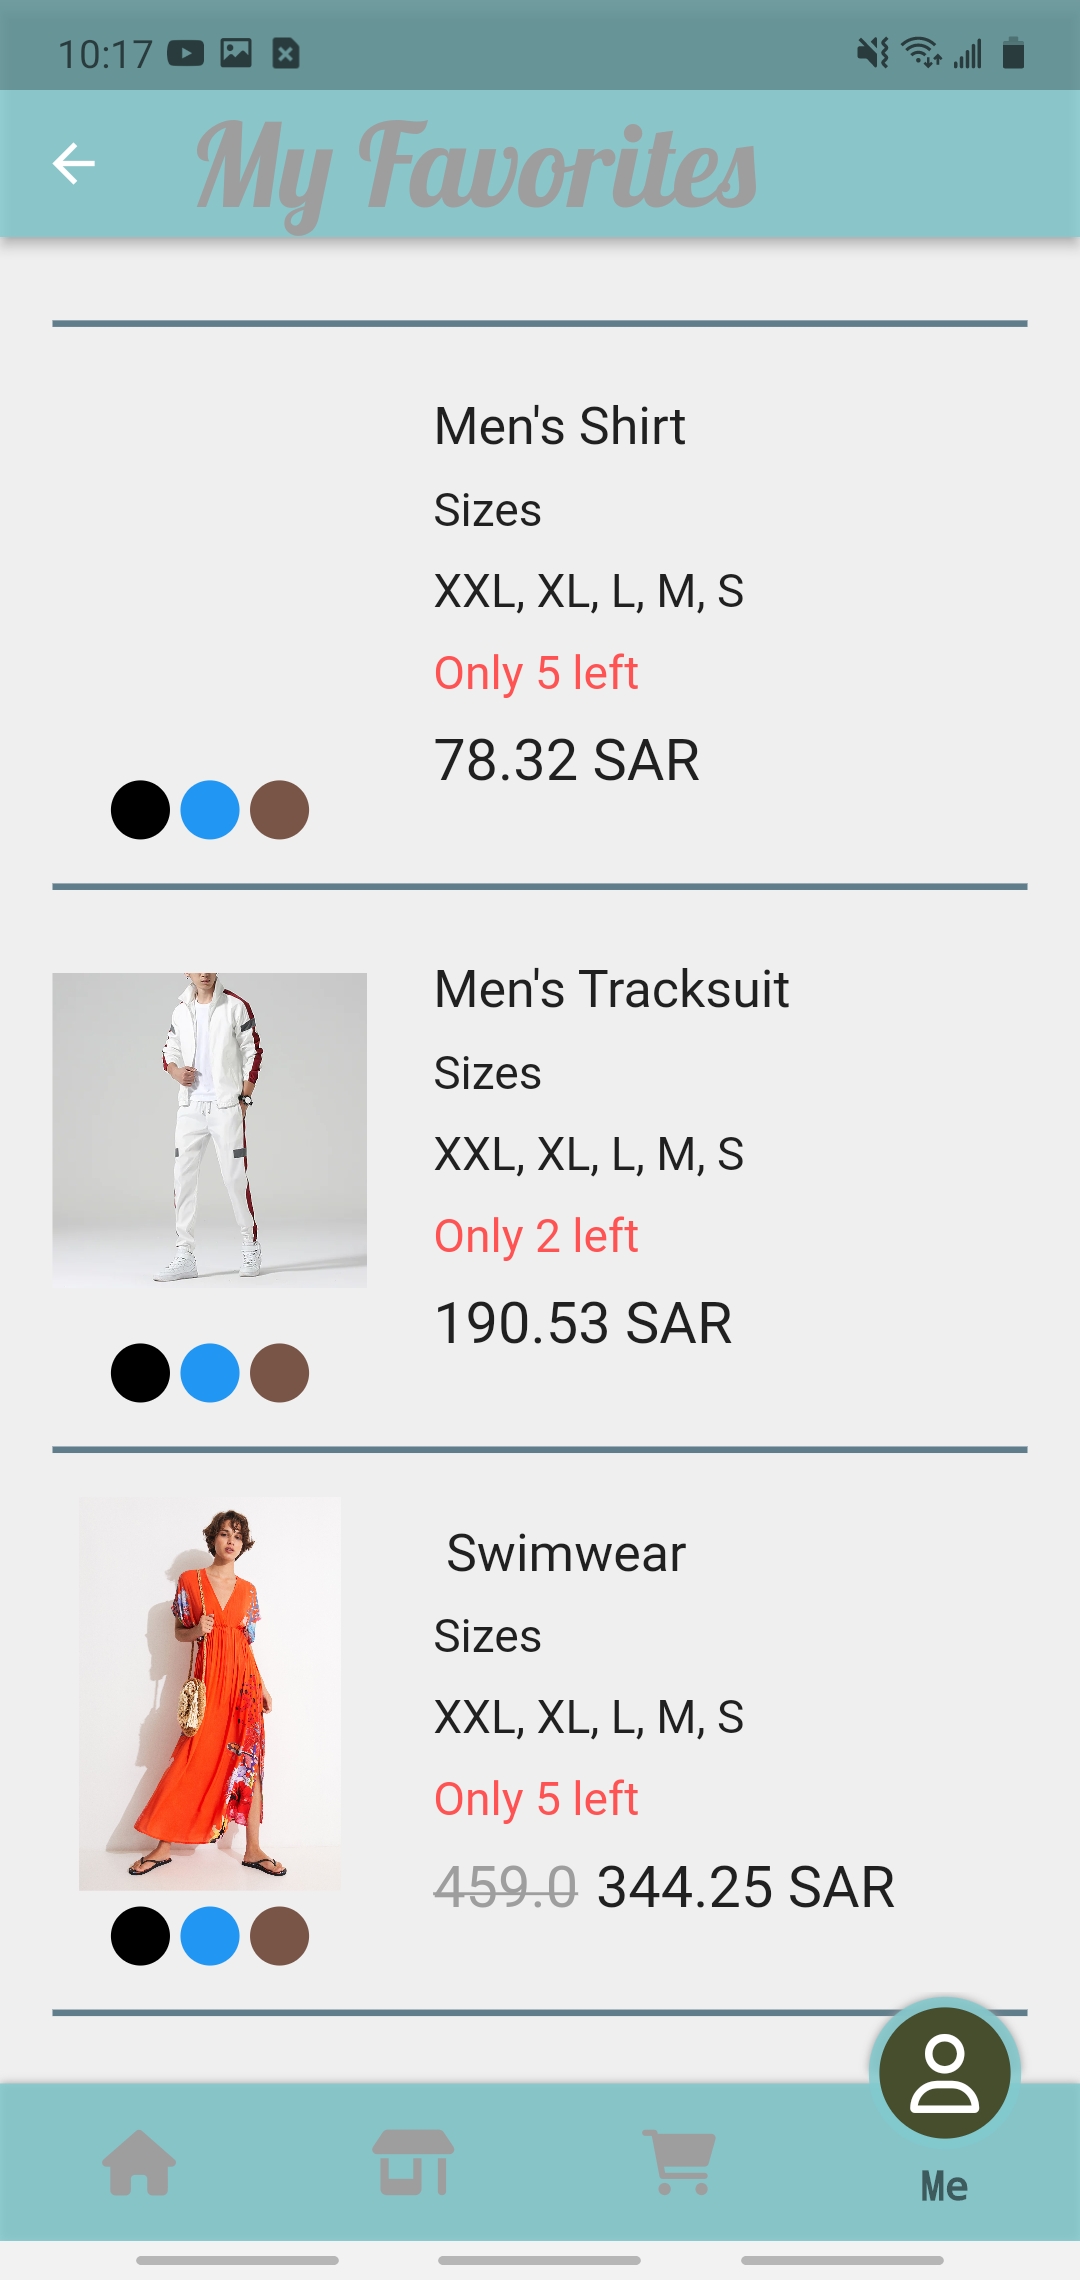 10:17
My Favorites
Men's Shirt
Sizes
XXL, XL, L, M, S
Only 5 left
78.32 SAR
Men's Tracksuit
Sizes
XXL, XL, L, M, S
Only 2 left
190.53 SAR
Swimwear
Sizes
XXL, XL, L, M, S
Only 5 left
459.0 344.25 SAR
Me